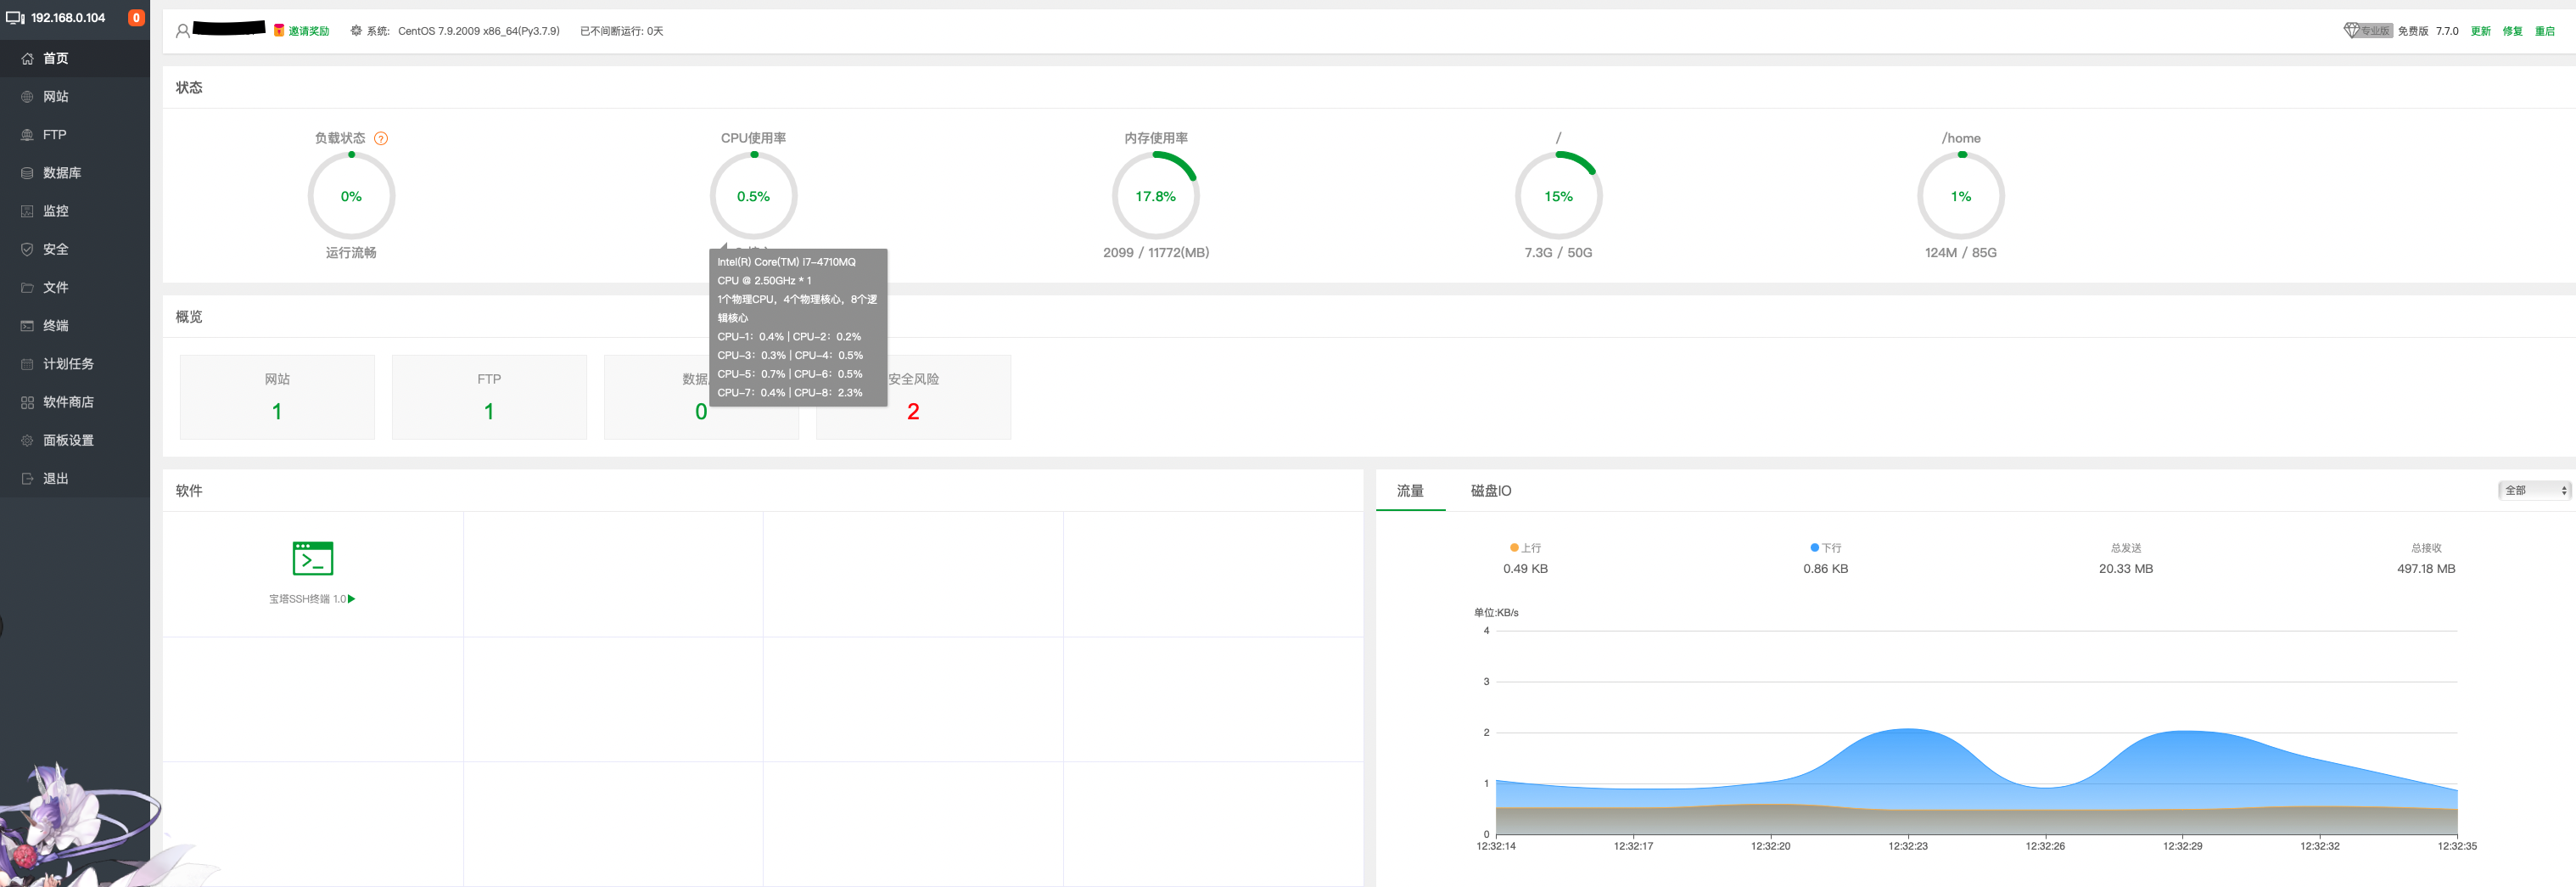 192.168.0.104
0
首页
网站
FTP
数据库
监控
安全
文件
终端
计划任务
软件商店
面板设置
退出
邀请奖励
系统: CentOS 7.9.2009 x86_64(Py3.7.9)
已不间断运行: 0天
专业版
免费版 7.7.0 更新 修复 重启
状态
负载状态 ?
0%
运行流畅
CPU使用率
0.5%
内存使用率
17.8%
2099 / 11772(MB)
/
15%
7.3G / 50G
/home
1%
124M / 85G
Intel(R) Core(TM) i7-4710MQ
CPU @ 2.50GHz * 1
1个物理CPU，4个物理核心，8个逻
辑核心
CPU-1：0.4% | CPU-2：0.2%
CPU-3：0.3% | CPU-4：0.5%
CPU-5：0.7% | CPU-6：0.5%
CPU-7：0.4% | CPU-8：2.3%
概览
网站
1
FTP
1
数据
0
安全风险
2
软件
宝塔SSH终端 1.0
流量
磁盘IO
全部
上行
0.49 KB
下行
0.86 KB
总发送
20.33 MB
总接收
497.18 MB
单位:KB/s
4
3
2
1
0
12:32:14 12:32:17 12:32:20 12:32:23 12:32:26 12:32:29 12:32:32 12:32:35